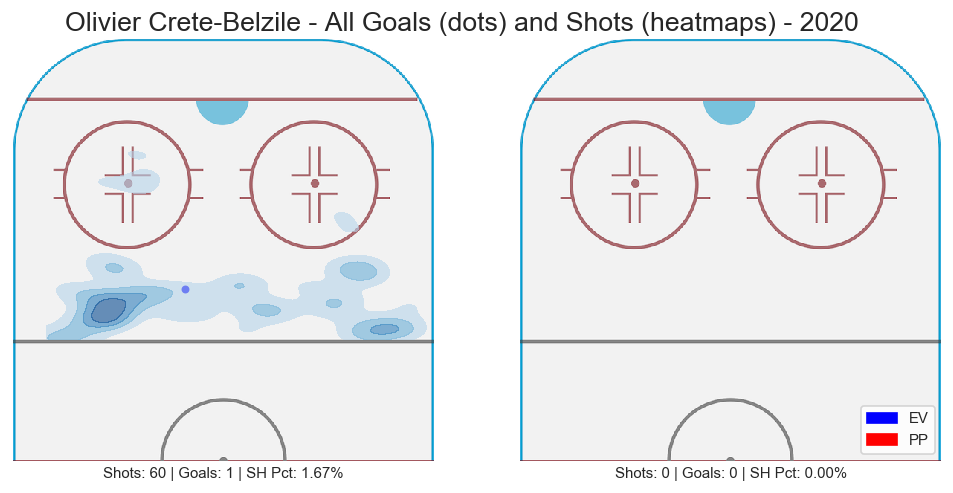 Olivier Crete-Belzile - All Goals (dots) and Shots (heatmaps) - 2020
EV
PP
Shots: 60 | Goals: 1 | SH Pct: 1.67%
Shots: 0 | Goals: 0 | SH Pct: 0.00%